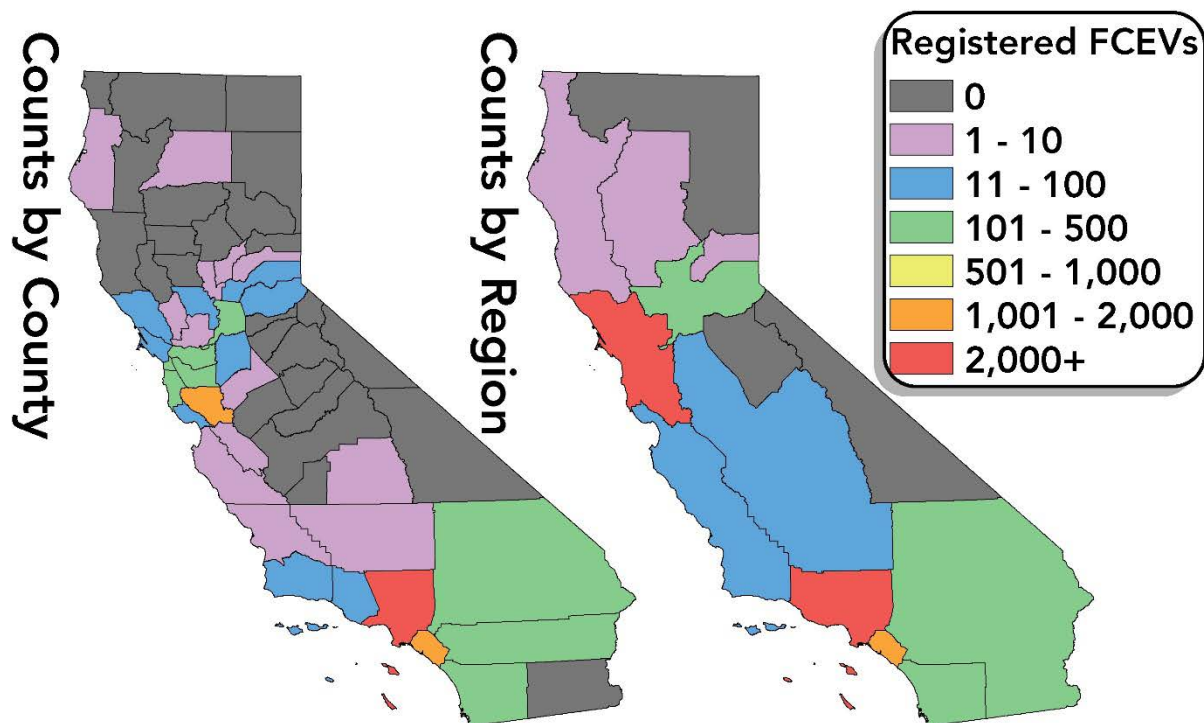 Counts by County
Counts by Region
Registered FCEVs
0
1 - 10
11 - 100
101 - 500
501 - 1,000
1,001 - 2,000
2,000+